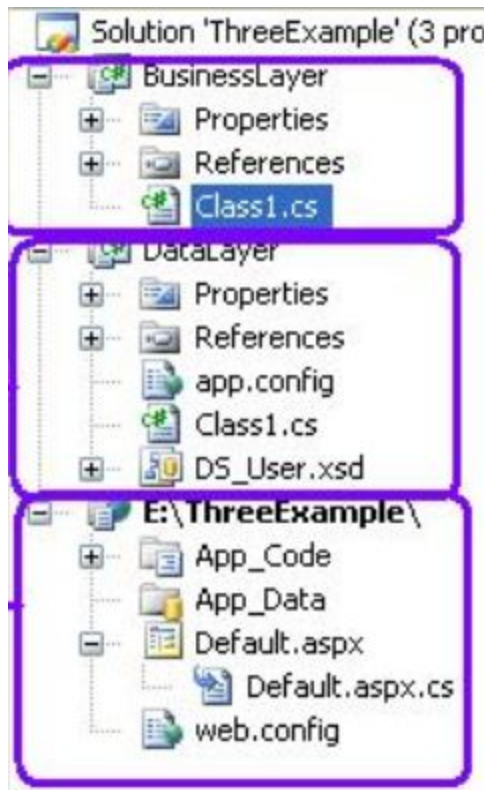 Solution 'ThreeExample' (3 pro
BusinessLayer
Properties
References
Class1.cs
DataLayer
Properties
References
app.config
Class1.cs
DS_User.xsd
E:\ThreeExample\
App_Code
App_Data
Default.aspx
Default.aspx.cs
web.config